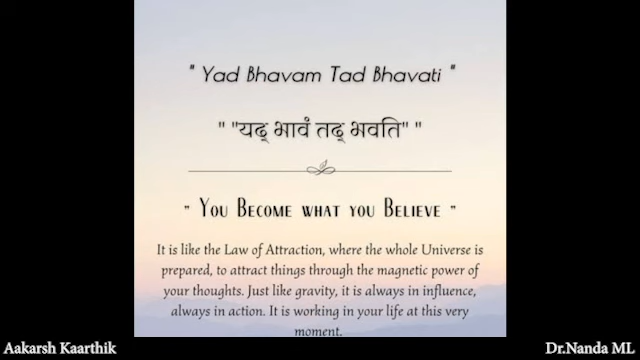 " Yad Bhavam Tad Bhavati "
" "यढ् भावं तढ् भवति" "
" You Become what you Believe "
It is like the Law of Attraction, where the whole Universe is
prepared, to attract things through the magnetic power of
your thoughts. Just like gravity, it is always in influence,
always in action. It is working in your life at this very
moment.
Aakarsh Kaarthik
Dr.Nanda ML